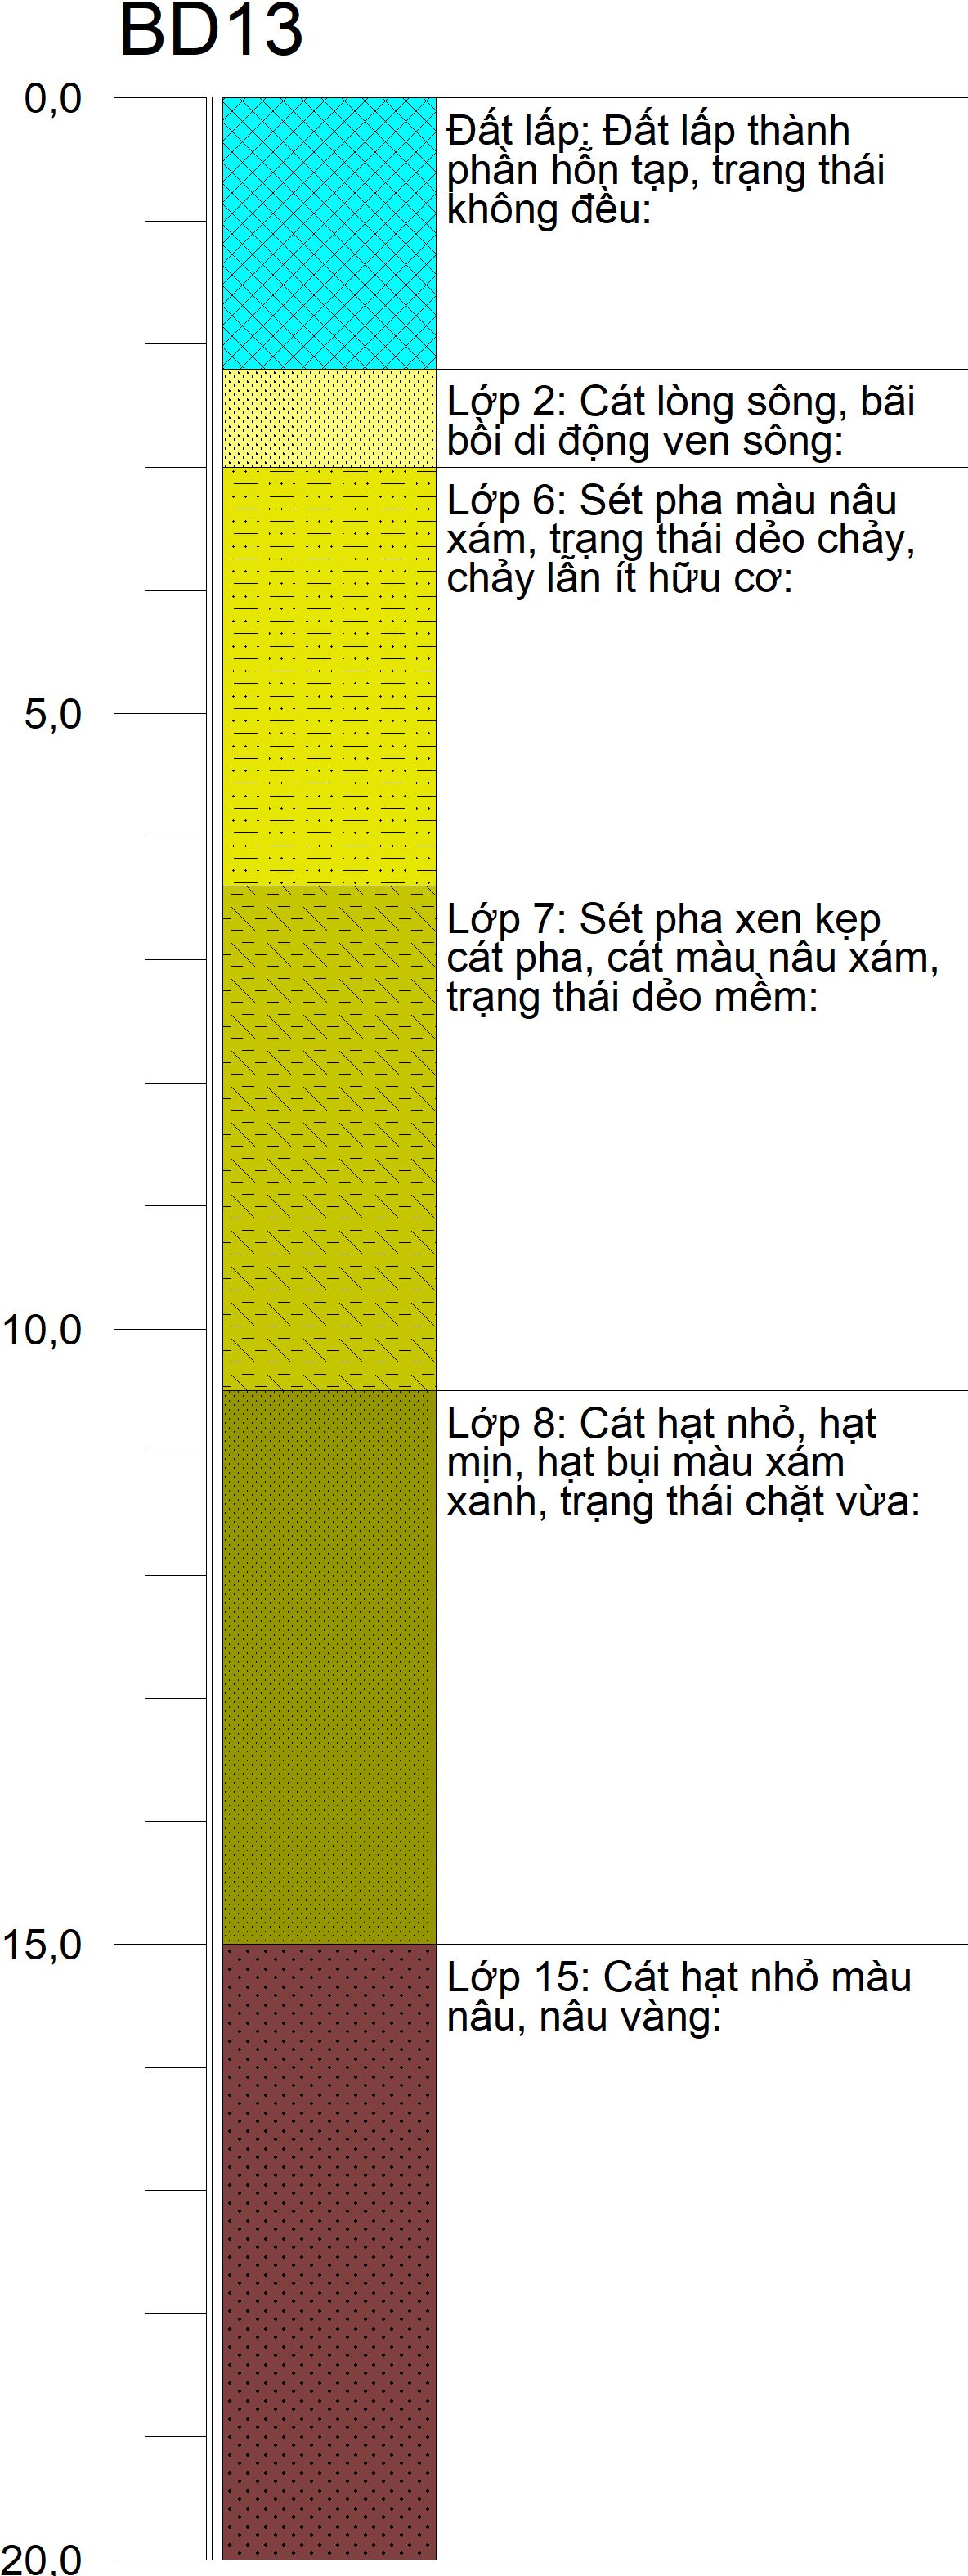 BD13
0,0
Đất lấp: Đất lấp thành
phần hỗn tạp, trạng thái
không đều:
Lớp 2: Cát lòng sông, bãi
bồi di động ven sông:
Lớp 6: Sét pha màu nâu
xám, trạng thái dẻo chảy,
chảy lẫn ít hữu cơ:
5,0
Lớp 7: Sét pha xen kẹp
cát pha, cát màu nâu xám,
trạng thái dẻo mềm:
10,0
Lớp 8: Cát hạt nhỏ, hạt
mịn, hạt bụi màu xám
xanh, trạng thái chặt vừa:
15,0
Lớp 15: Cát hạt nhỏ màu
nâu, nâu vàng:
20,0